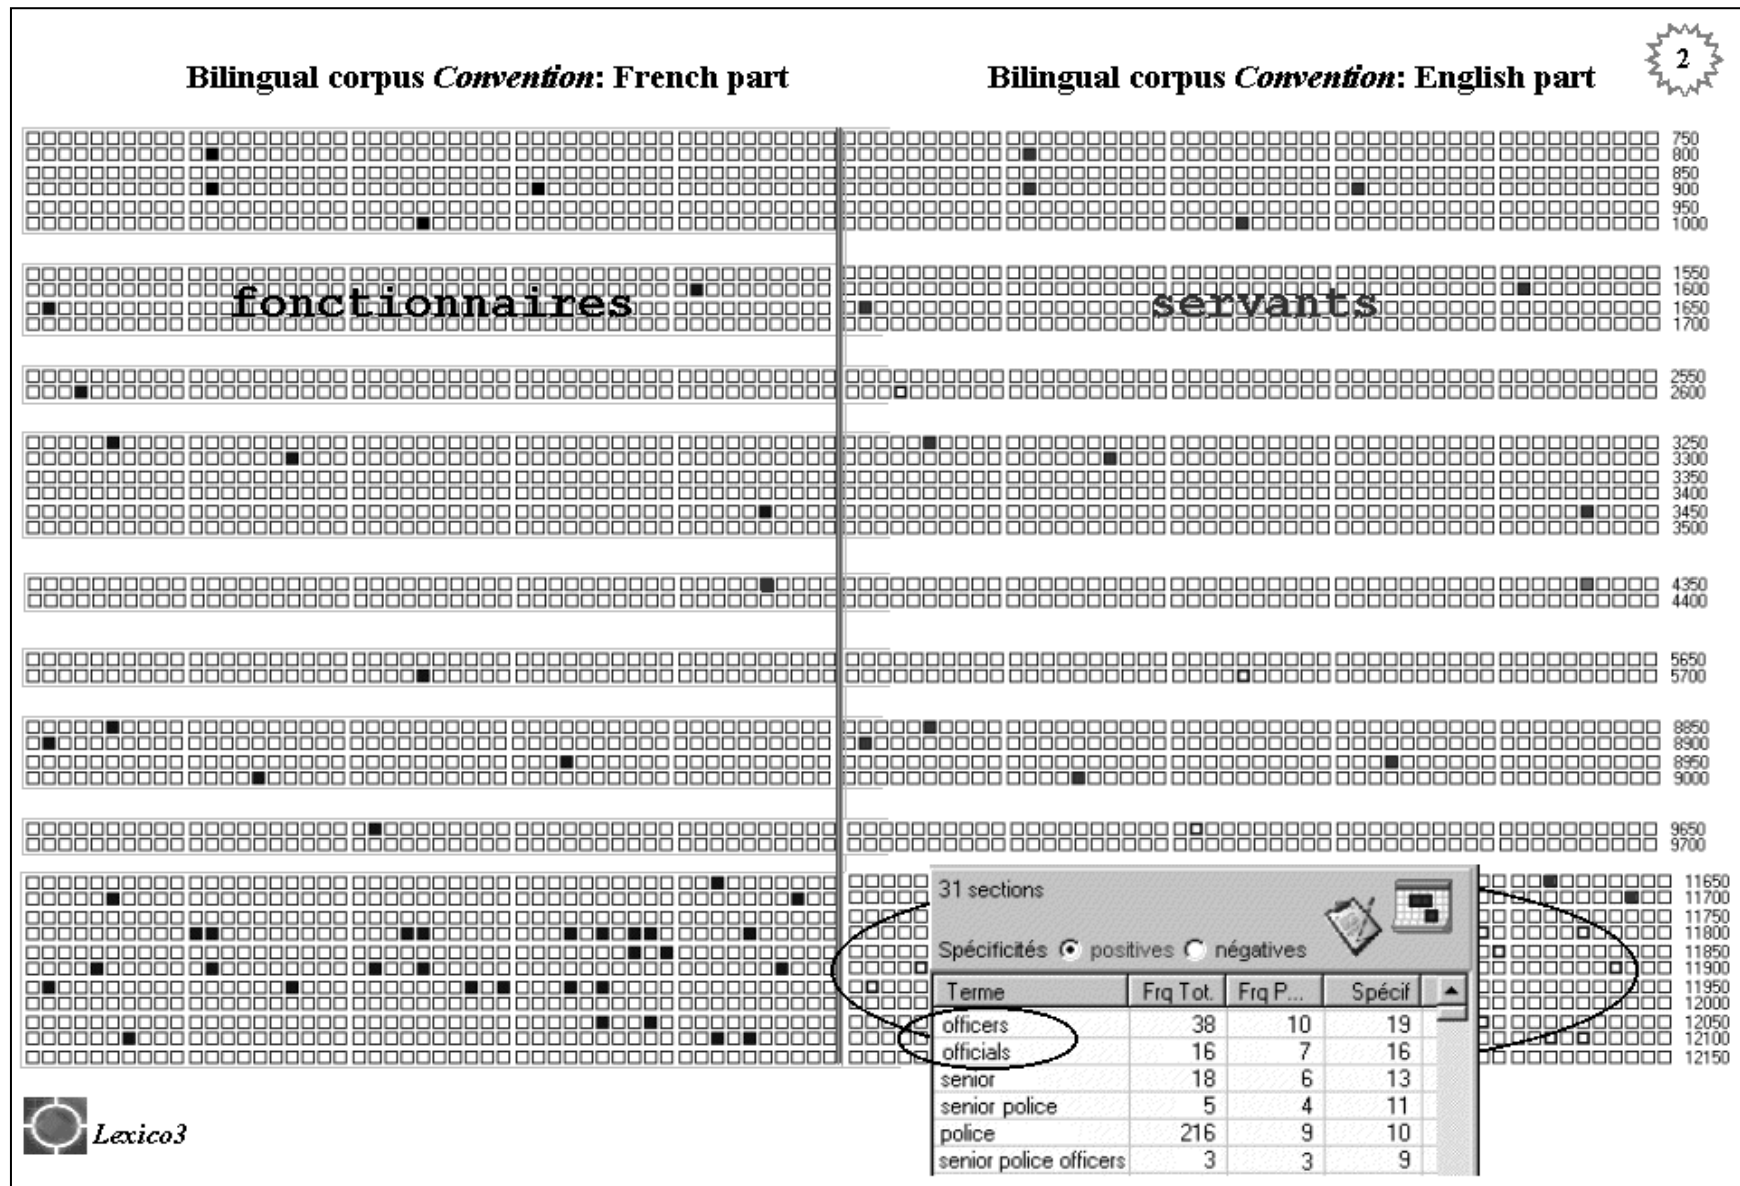 2
Bilingual corpus Convention: French part
Bilingual corpus Convention: English part
750
800
850
900
950
1000
1550
1600
fonctionnaires
servants
1650
1700
2550
2600
3250
3300
3350
3400
3450
3500
4350
4400
5650
5700
8850
8900
8950
9000
9650
9700
11650
11700
11750
11800
11850
11900
11950
12000
12050
12100
12150
31 sections
Spécificités positives négatives
Terme Frq Tot. Frq P... Spécif
officers 38 10 19
officials 16 7 16
senior 18 6 13
senior police 5 4 11
police 216 9 10
senior police officers 3 3 9
Lexico3